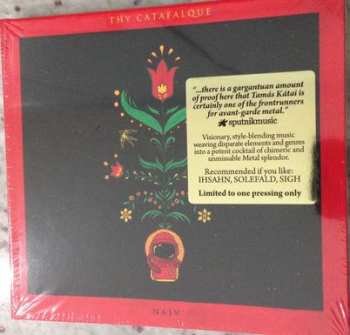 THY CATAFALQUE
"...there is a gargantuan amount
of proof here that Tamás Kátai is
certainly one of the frontrunners
for avant-garde metal."
sputnikmusic
Visionary, style-blending music
weaving disparate elements and genres
into a potent cocktail of chimeric and
unmissable Metal splendor.
Recommended if you like:
IHSAHN, SOLEFALD, SIGH
Limited to one pressing only
NAIV